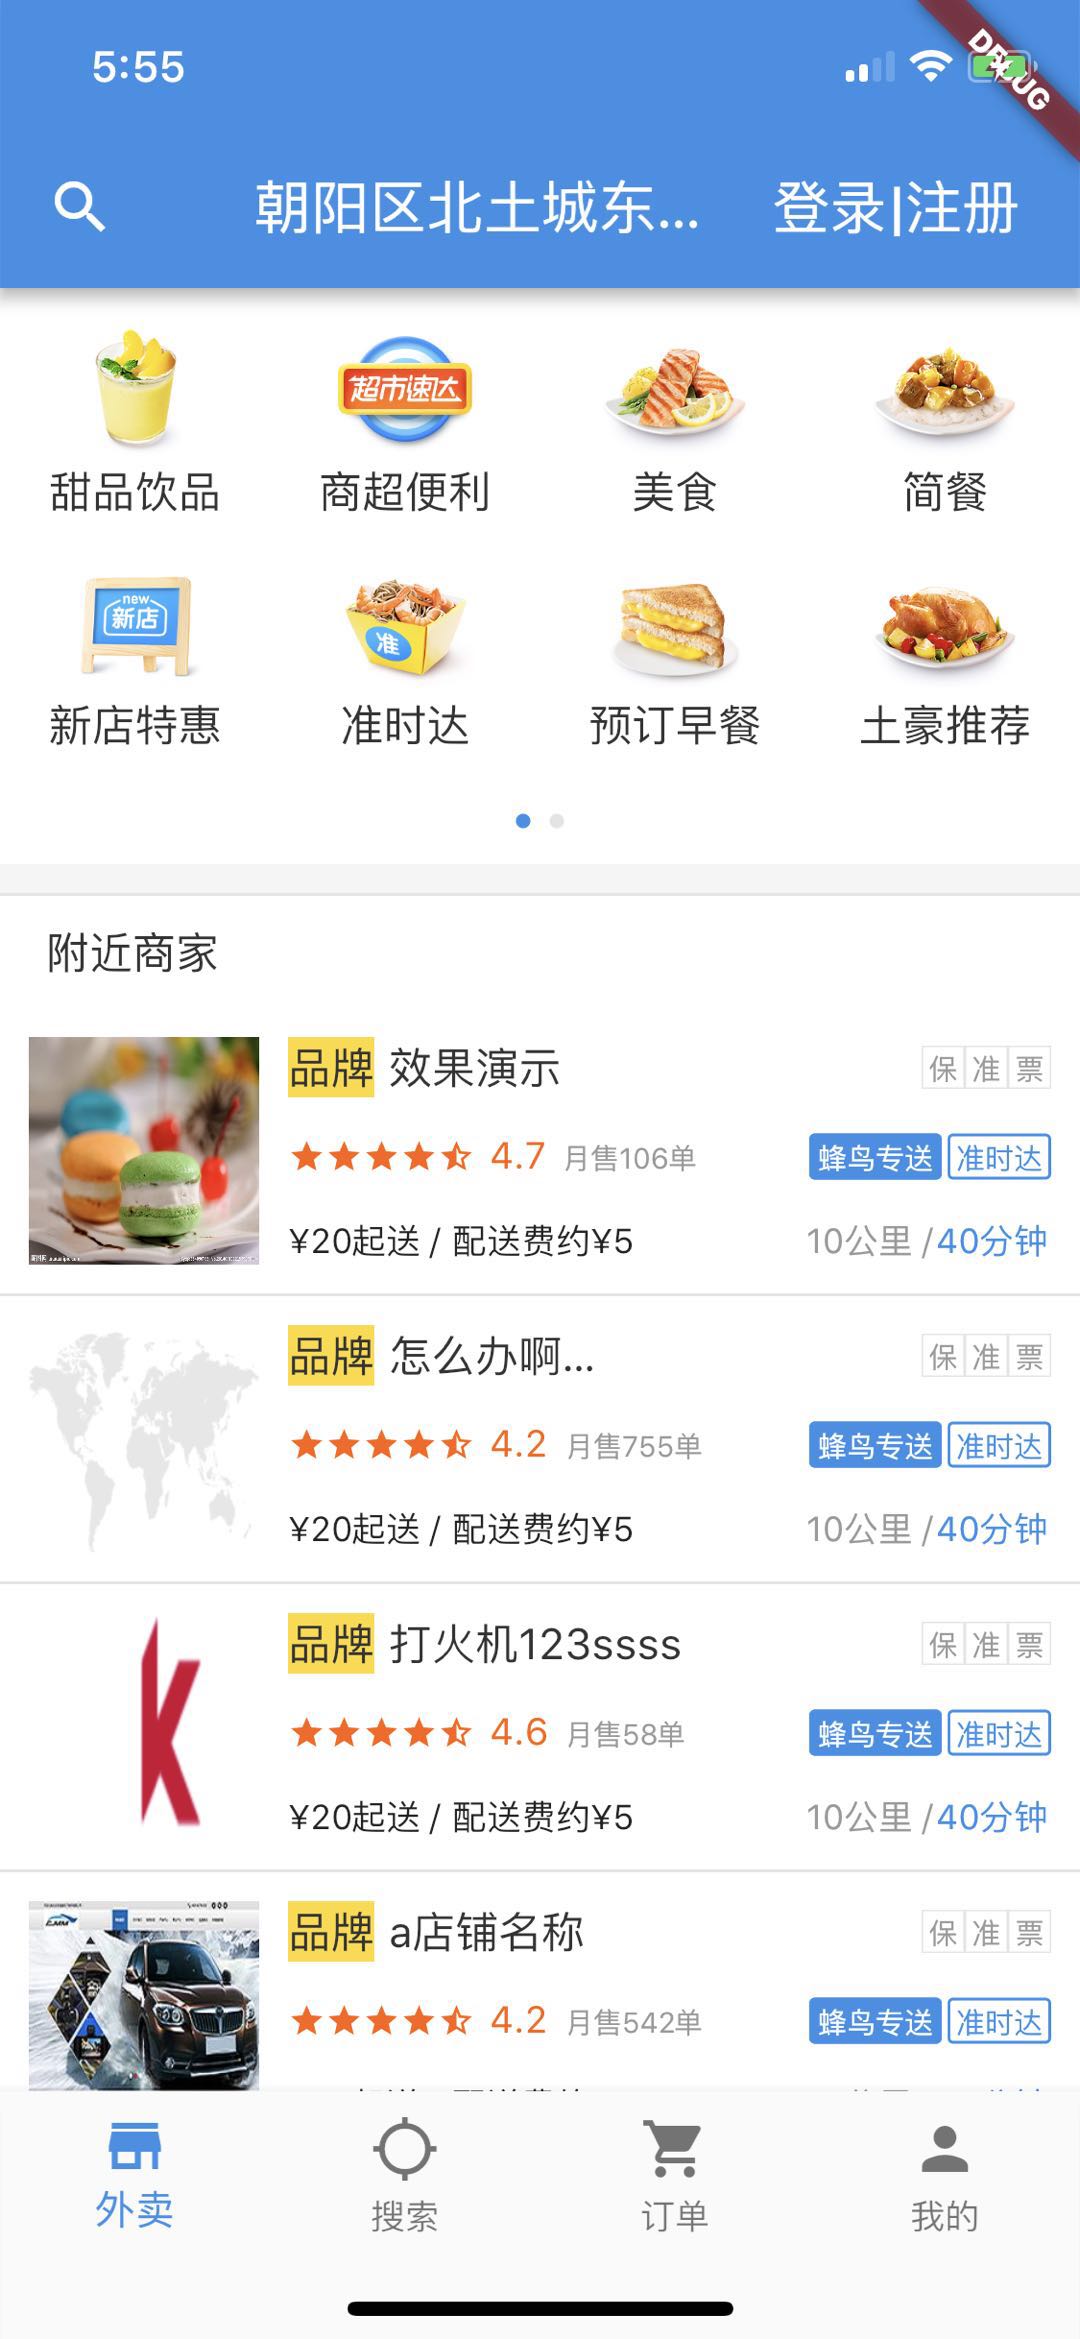 5:55
DEBUG
朝阳区北土城东...
登录|注册
超市速达
甜品饮品
商超便利
美食
简餐
new
新店
准
新店特惠
准时达
预订早餐
土豪推荐
附近商家
品牌 效果演示
保 准 票
4.7 月售106单
蜂鸟专送 准时达
¥20起送 / 配送费约¥5
10公里 /40分钟
品牌 怎么办啊...
保 准 票
4.2 月售755单
蜂鸟专送 准时达
¥20起送 / 配送费约¥5
10公里 /40分钟
k
品牌 打火机123ssss
保 准 票
4.6 月售58单
蜂鸟专送 准时达
¥20起送 / 配送费约¥5
10公里 /40分钟
品牌 a店铺名称
保 准 票
4.2 月售542单
蜂鸟专送 准时达
外卖
搜索
订单
我的